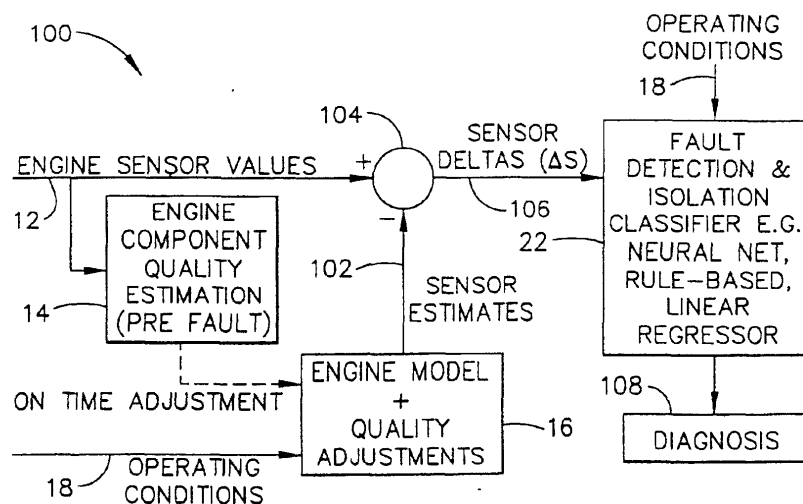 100
OPERATING
CONDITIONS
18
104
SENSOR
DELTAS (ΔS)
ENGINE SENSOR VALUES
+
−
12
106
FAULT
DETECTION &
ISOLATION
CLASSIFIER E.G.
NEURAL NET,
RULE−BASED,
LINEAR
REGRESSOR
22
ENGINE
COMPONENT
QUALITY
ESTIMATION
(PRE FAULT)
14
102
SENSOR
ESTIMATES
ON TIME ADJUSTMENT
ENGINE MODEL
+
QUALITY
ADJUSTMENTS
16
108
DIAGNOSIS
18
OPERATING
CONDITIONS